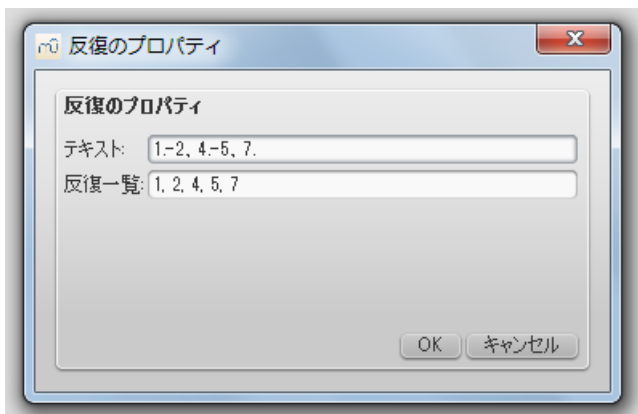 反復のプロパティ
反復のプロパティ
テキスト: 1.-2, 4.-5, 7.
反復一覧: 1, 2, 4, 5, 7
OK キャンセル